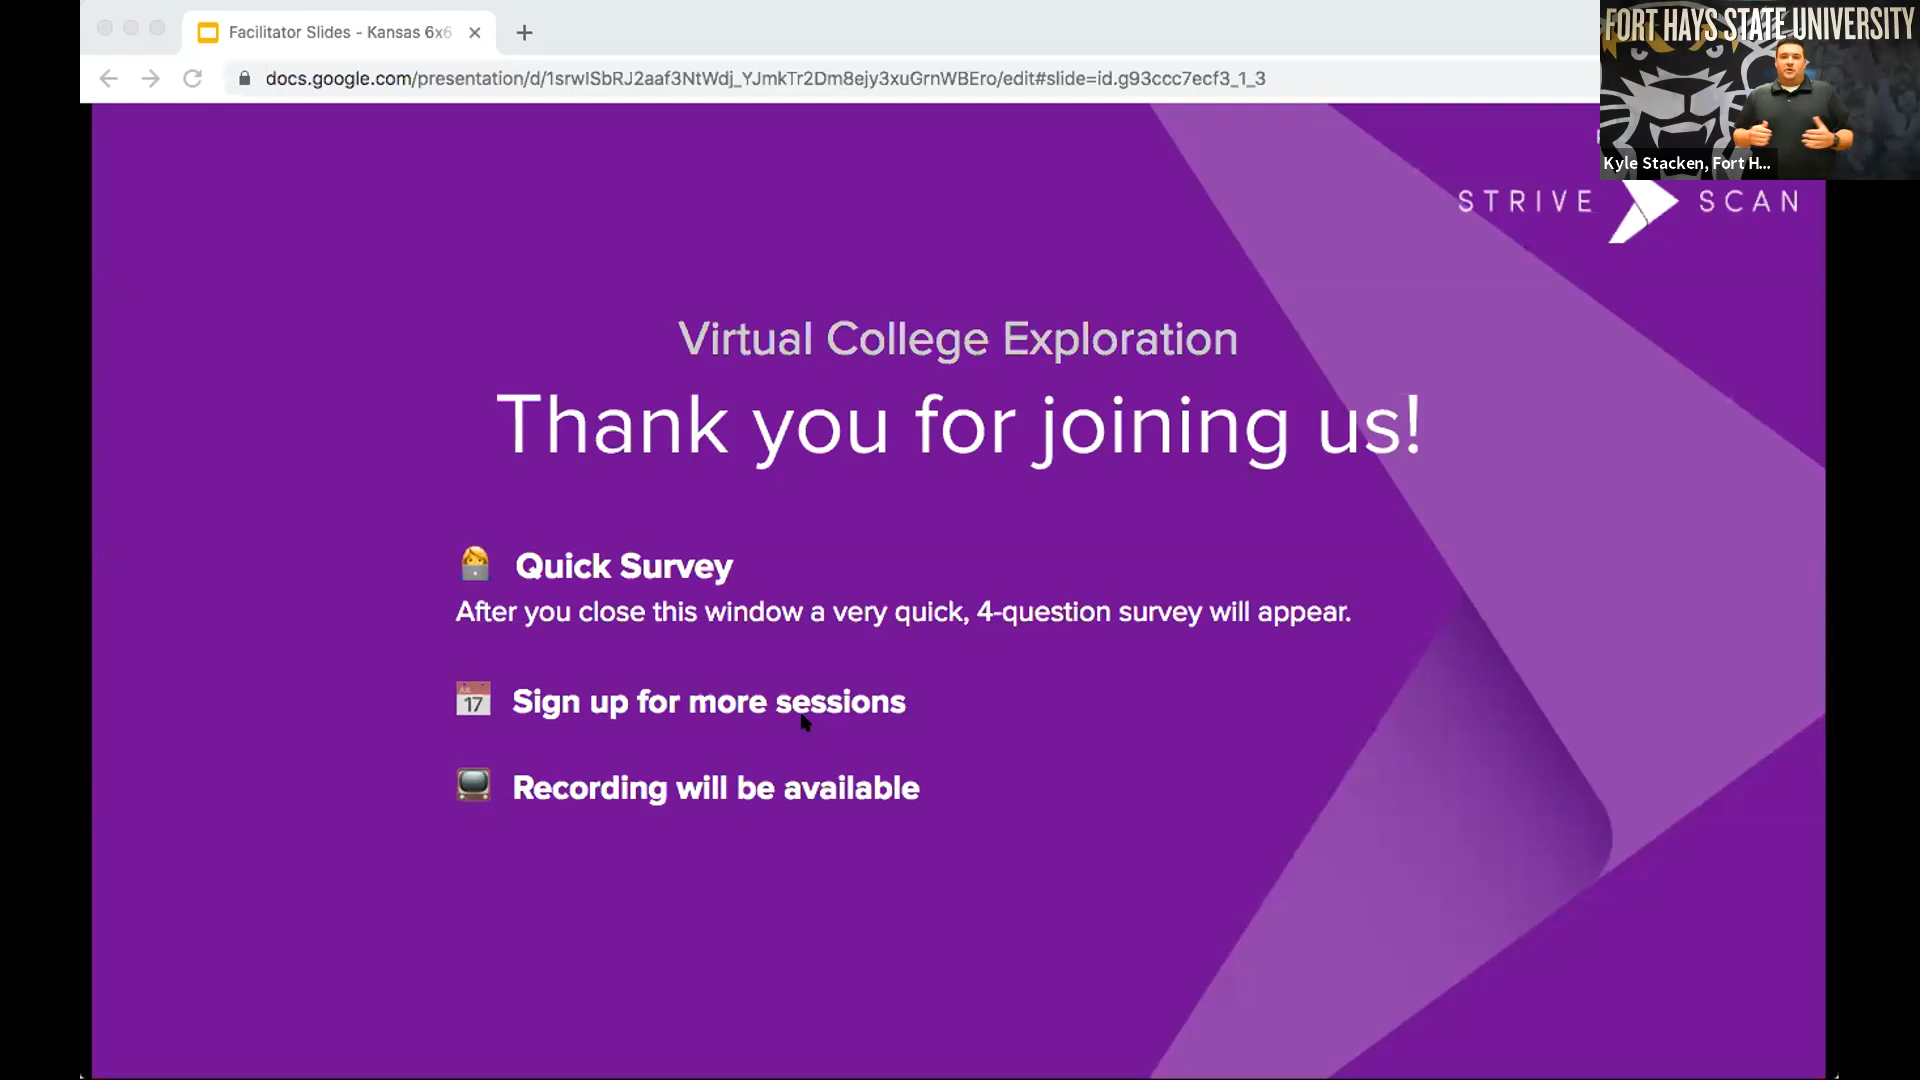 Facilitator Slides - Kansas 6x6
docs.google.com/presentation/d/1srwISbRJ2aaf3NtWdj_YJmkTr2Dm8ejy3xuGrnWBEro/edit#slide=id.g93ccc7ecf3_1_3
FORT HAYS STATE UNIVERSITY
Kyle Stacken, Fort H...
STRIVE SCAN
Virtual College Exploration
Thank you for joining us!
Quick Survey
After you close this window a very quick, 4-question survey will appear.
17 Sign up for more sessions
Recording will be available